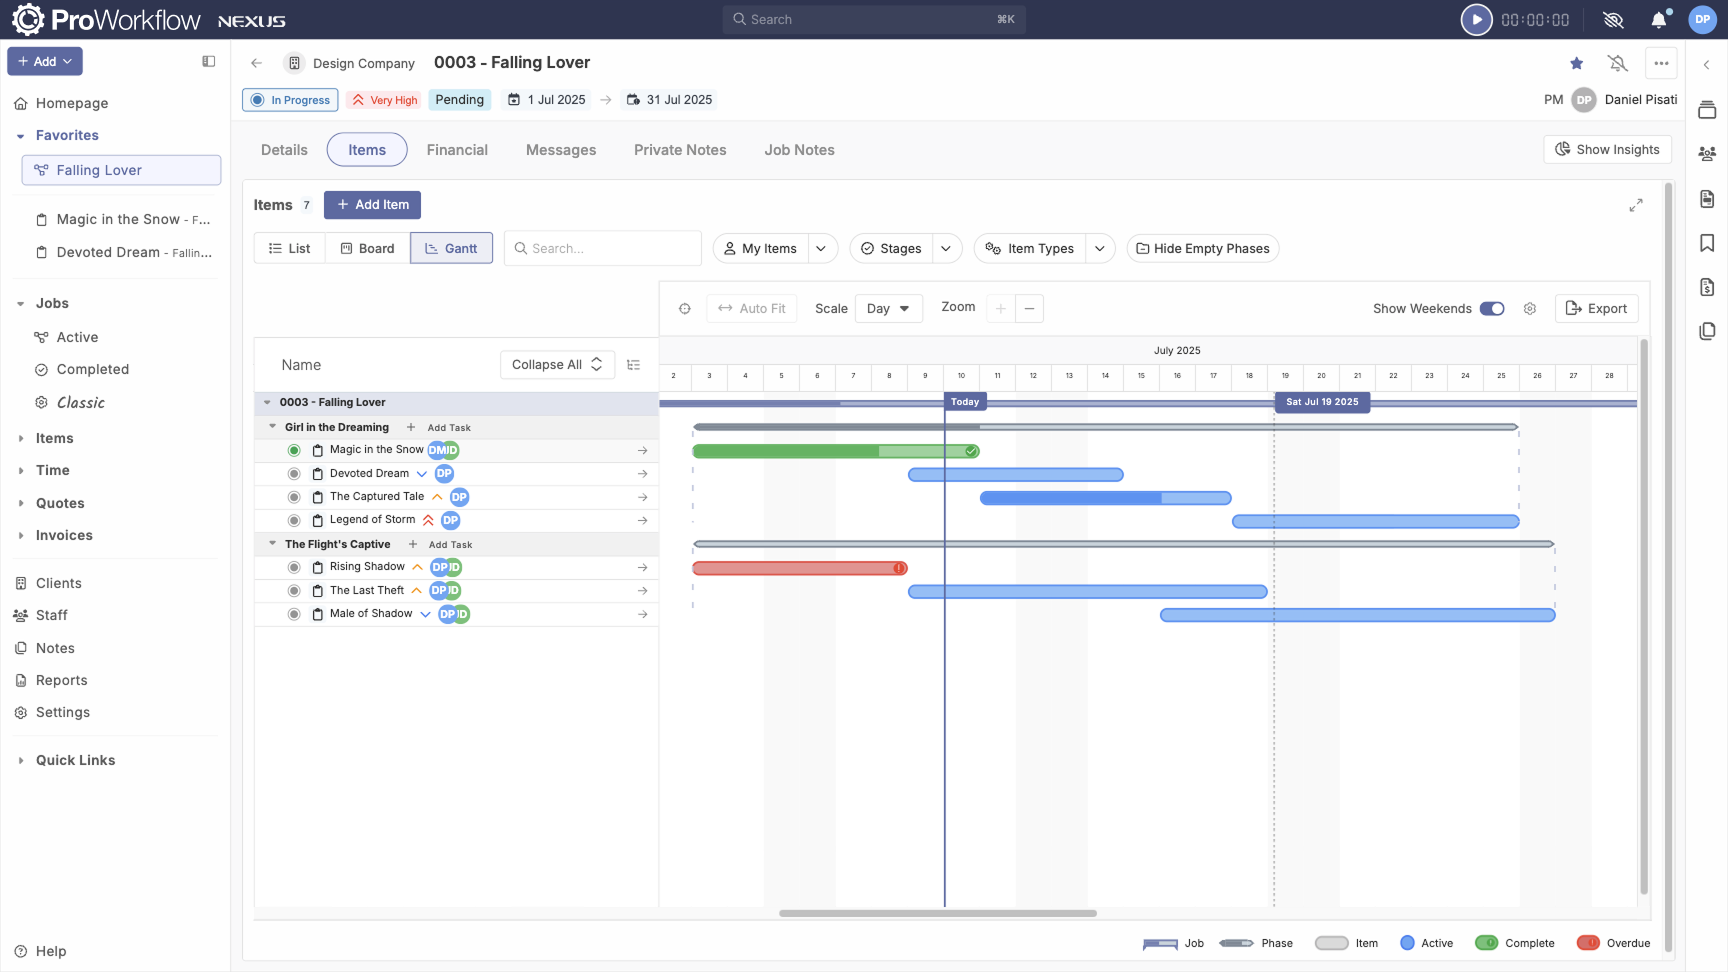 ProWorkflow NEXUS
Search
⌘K
00:00:00
DP
+ Add
Homepage
Favorites
Falling Lover
Magic in the Snow - F...
Devoted Dream - Fallin...
Jobs
Active
Completed
Classic
Items
Time
Quotes
Invoices
Clients
Staff
Notes
Reports
Settings
Quick Links
Help
Design Company
0003 - Falling Lover
In Progress
Very High
Pending
1 Jul 2025
31 Jul 2025
PM
DP
Daniel Pisati
Details
Items
Financial
Messages
Private Notes
Job Notes
Show Insights
Items 7
+ Add Item
List
Board
Gantt
Search...
My Items
Stages
Item Types
Hide Empty Phases
Auto Fit
Scale
Day
Zoom
Show Weekends
Export
Name
Collapse All
July 2025
2 3 4 5 6 7 8 9 10 11 12 13 14 15 16 17 18 19 20 21 22 23 24 25 26 27 28
Today
Sat Jul 19 2025
0003 - Falling Lover
Girl in the Dreaming + Add Task
Magic in the Snow DM JD
Devoted Dream DP
The Captured Tale DP
Legend of Storm DP
The Flight's Captive + Add Task
Rising Shadow DP JD
The Last Theft DP JD
Male of Shadow DP JD
Job
Phase
Item
Active
Complete
Overdue